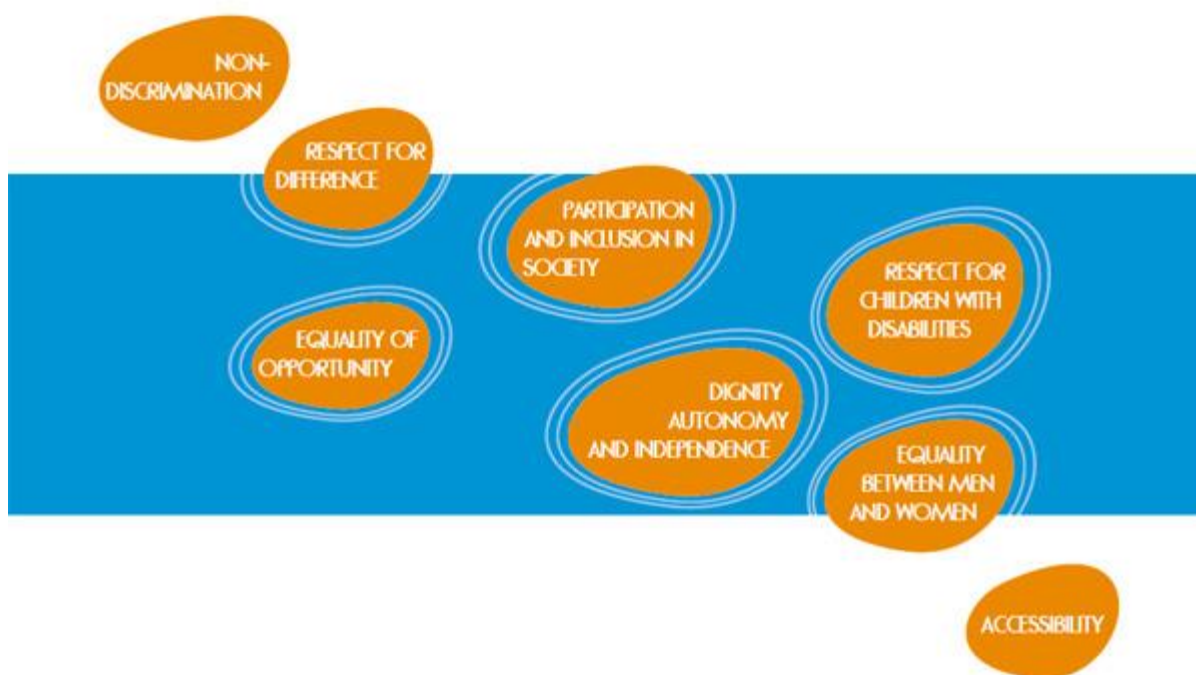 NON-
DISCRIMINATION
RESPECT FOR
DIFFERENCE
PARTICIPATION
AND INCLUSION IN
SOCIETY
RESPECT FOR
CHILDREN WITH
DISABILITIES
EQUALITY OF
OPPORTUNITY
DIGNITY
AUTONOMY
AND INDEPENDENCE
EQUALITY
BETWEEN MEN
AND WOMEN
ACCESSIBILITY